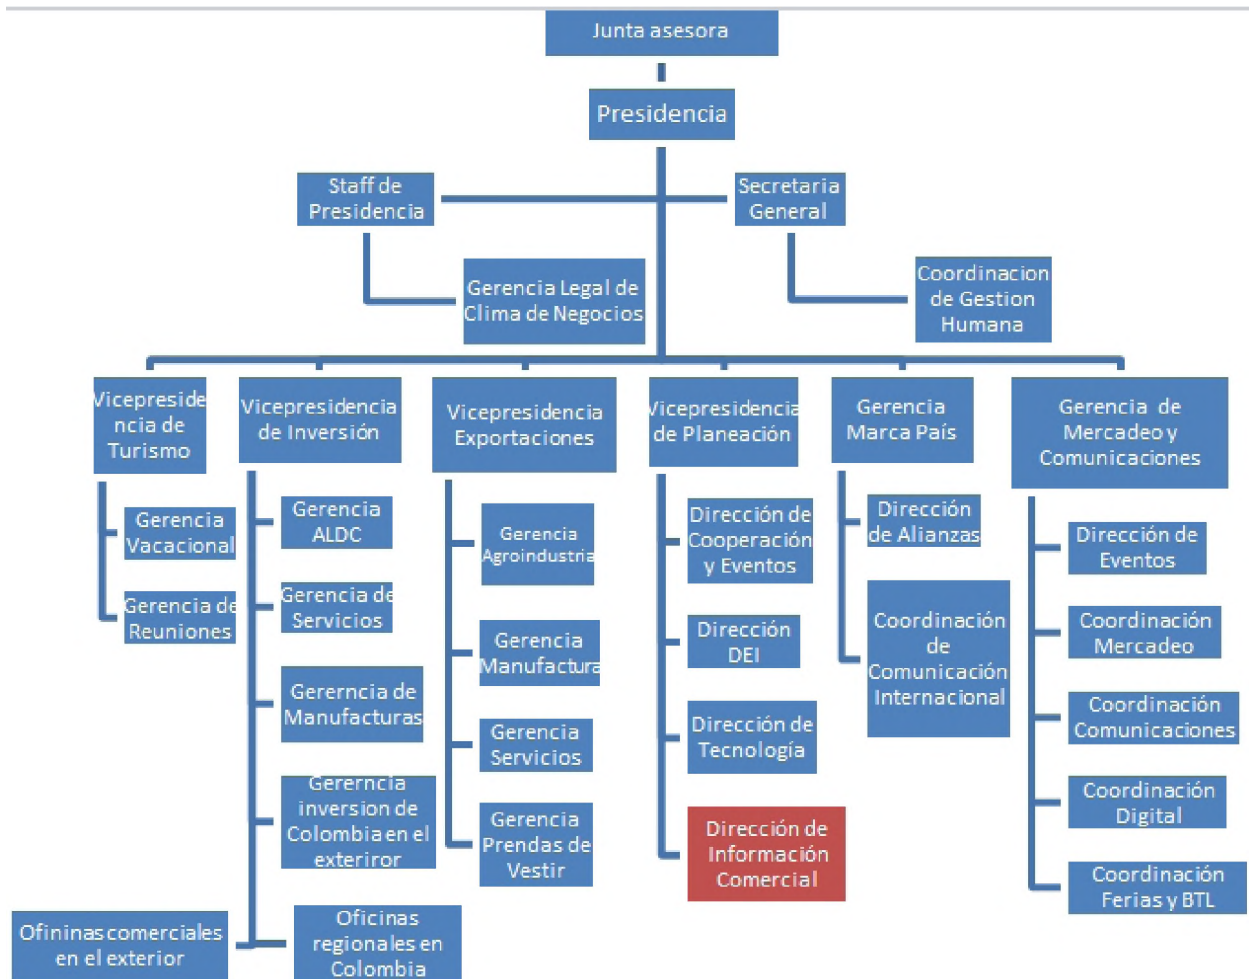 Junta asesora
Presidencia
Staff de
Presidencia
Secretaria
General
Gerencia Legal de
Clima de Negocios
Coordinacion
de Gestion
Humana
Vicepreside
ncia de
Turismo
Gerencia
Vacacional
Gerencia de
Reuniones
Vicepresidencia
de Inversión
Gerencia
ALDC
Gerencia de
Servicios
Gererncia de
Manufacturas
Gererncia
inversion de
Colombia en el
exteriror
Ofininas comerciales
en el exterior
Oficinas
regionales en
Colombia
Vicepresidencia
Exportaciones
Gerencia
Agroindustria
Gerencia
Manufactura
Gerencia
Servicios
Gerencia
Prendas de
Vestir
Vicepresidencia
de Planeación
Dirección de
Cooperación
y Eventos
Dirección
DEI
Dirección de
Tecnología
Dirección de
Información
Comercial
Gerencia
Marca País
Dirección
de Alianzas
Coordinación
de
Comunicación
Internacional
Gerencia de
Mercadeo y
Comunicaciones
Dirección de
Eventos
Coordinación
Mercadeo
Coordinación
Comunicaciones
Coordinación
Digital
Coordinación
Ferias y BTL